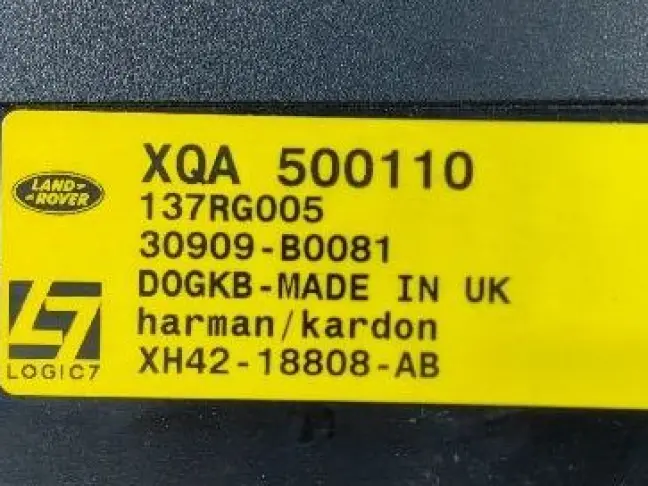 XQA 500110
LAND-
-ROVER
137RG005
30909-B0081
DOGKB-MADE IN UK
harman/kardon
LOGIC7
XH42-18808-AB